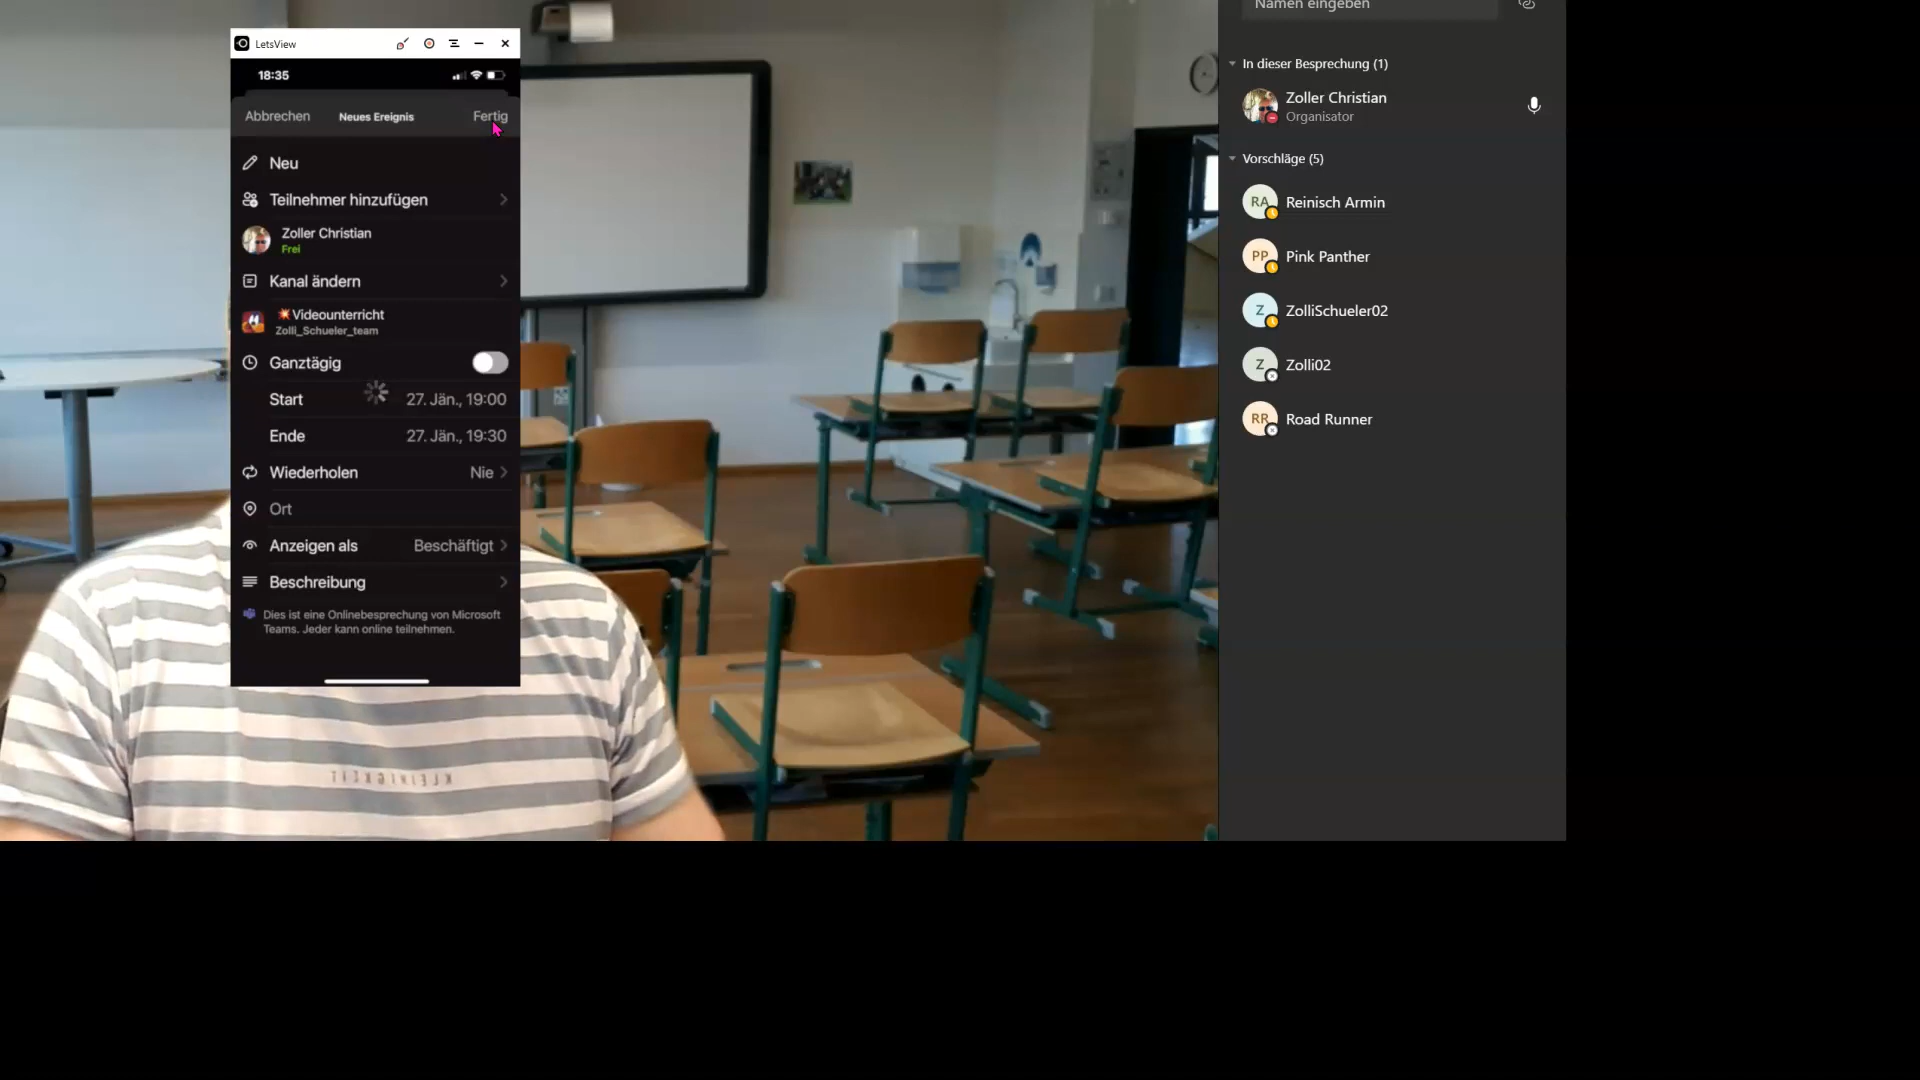 LetsView
18:35
Abbrechen Neues Ereignis Fertig
Neu
Teilnehmer hinzufügen
Zoller Christian
Frei
Kanal ändern
💥Videounterricht
Zolli_Schueler_team
Ganztägig
Start 27. Jän., 19:00
Ende 27. Jän., 19:30
Wiederholen Nie
Ort
Anzeigen als Beschäftigt
Beschreibung
Dies ist eine Onlinebesprechung von Microsoft
Teams. Jeder kann online teilnehmen.
KLEINIGKEIT
Namen eingeben
In dieser Besprechung (1)
Zoller Christian
Organisator
Vorschläge (5)
RA Reinisch Armin
PP Pink Panther
Z ZolliSchueler02
Z Zolli02
RR Road Runner